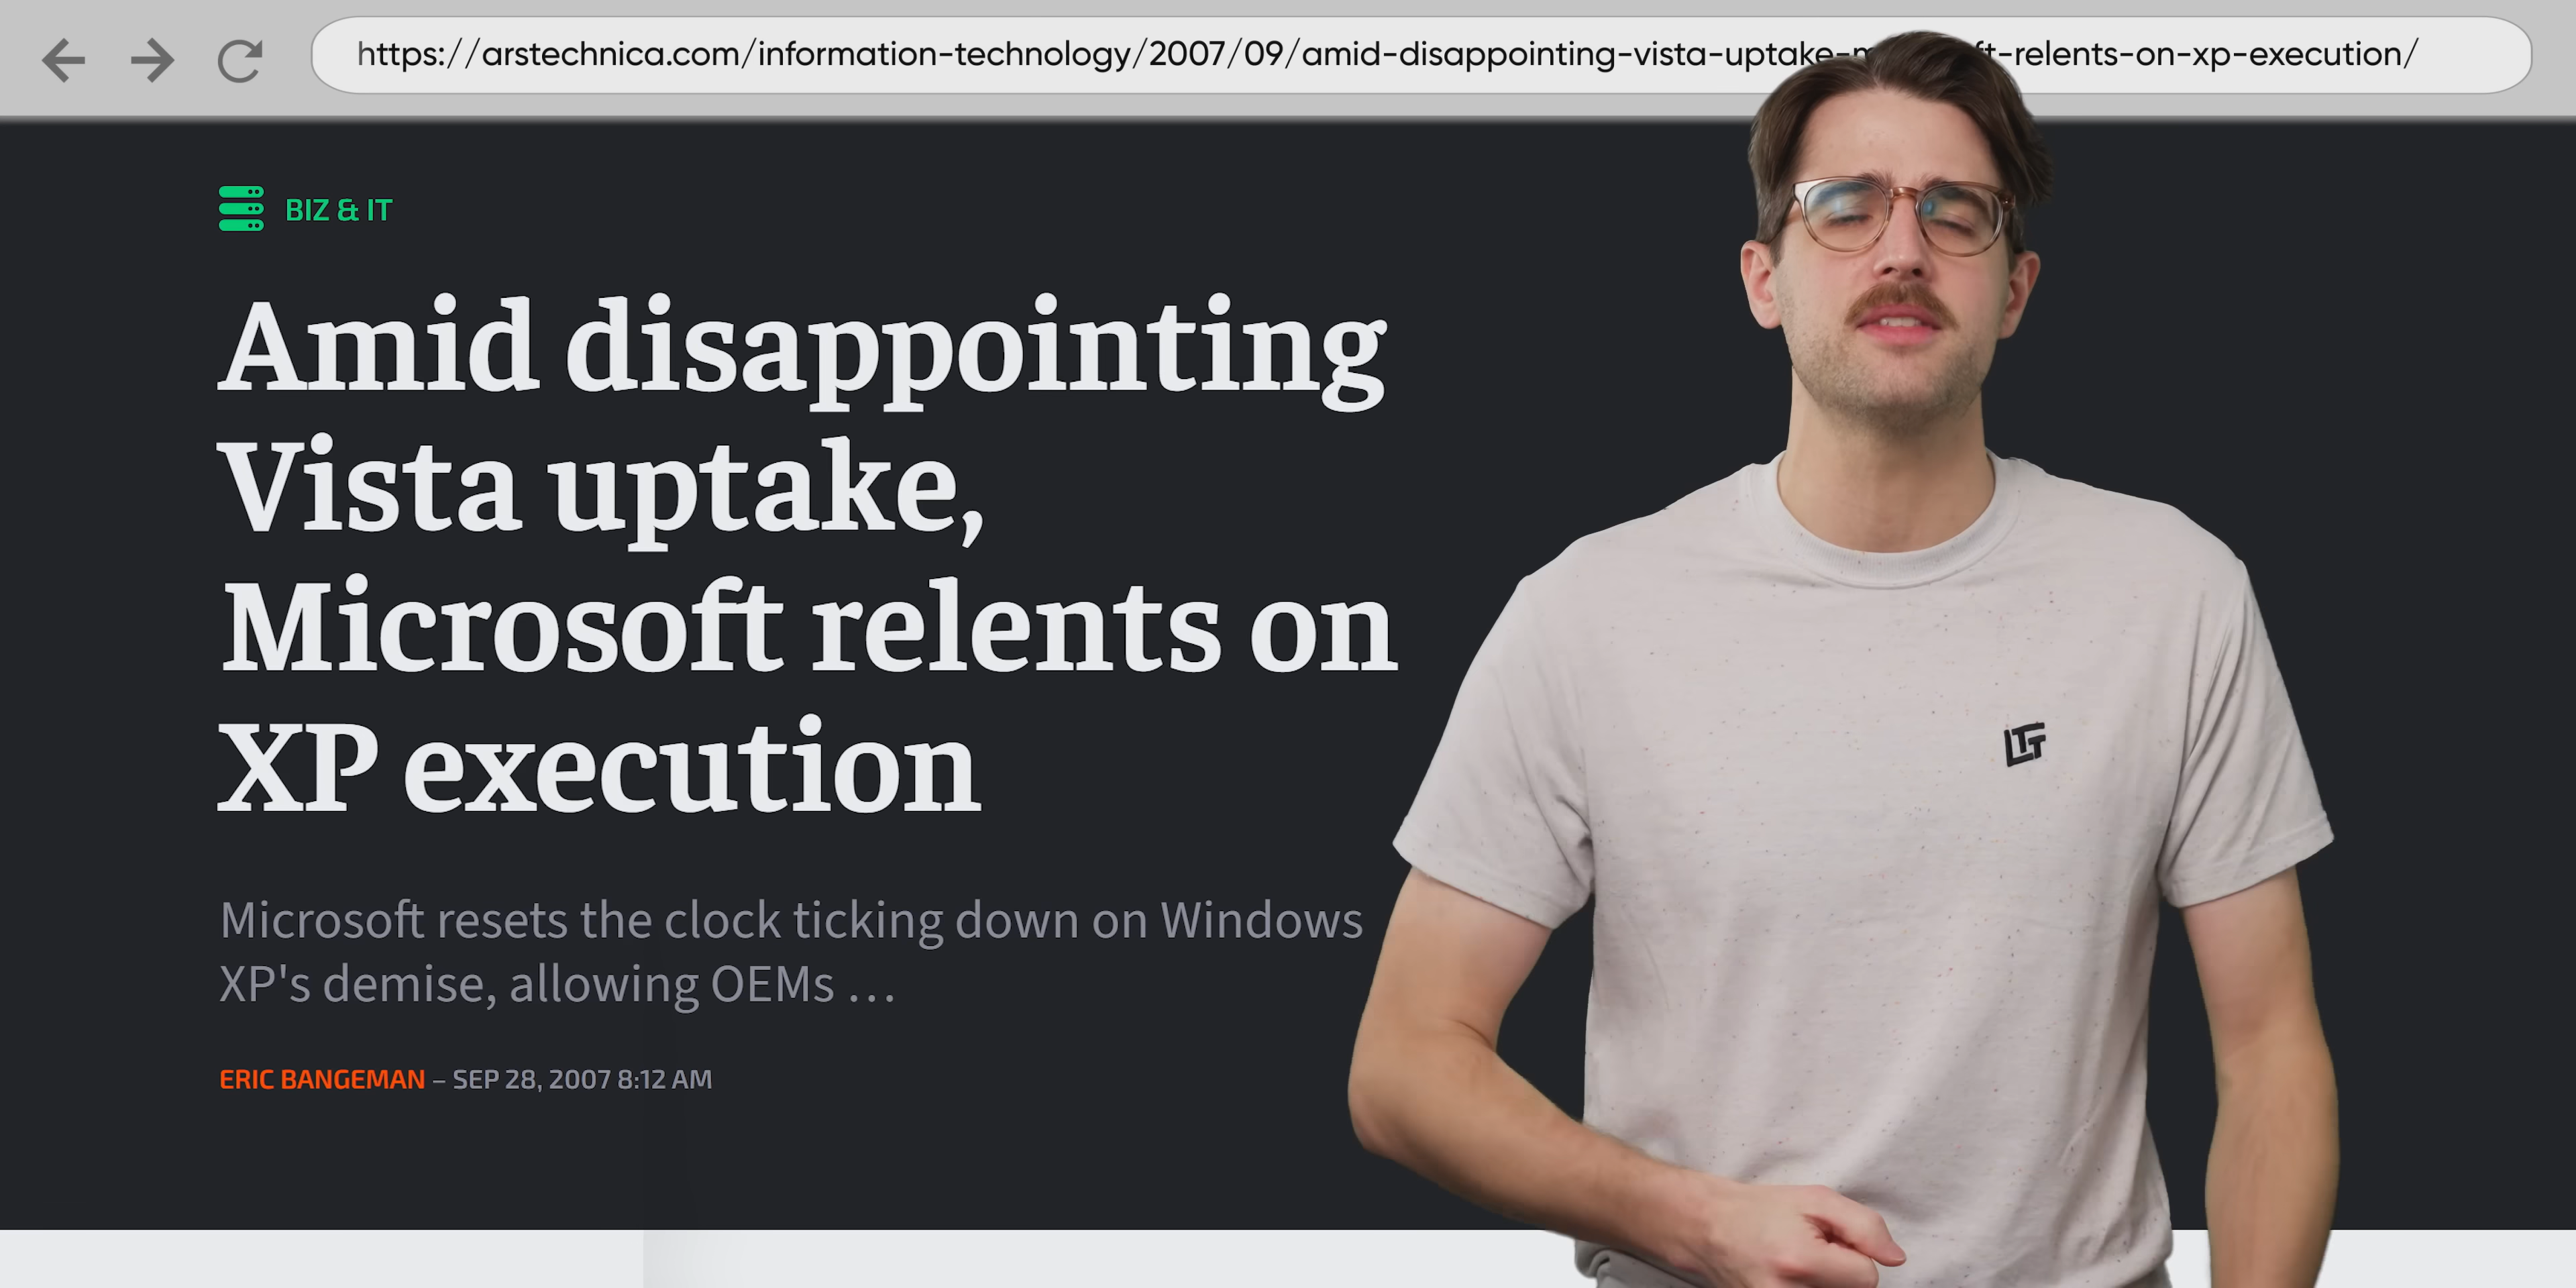 https://arstechnica.com/information-technology/2007/09/amid-disappointing-vista-uptake- ft-relents-on-xp-execution/
BIZ & IT
Amid disappointing
Vista uptake,
Microsoft relents on
XP execution
Microsoft resets the clock ticking down on Windows
XP's demise, allowing OEMs ...
ERIC BANGEMAN – SEP 28, 2007 8:12 AM
LTT